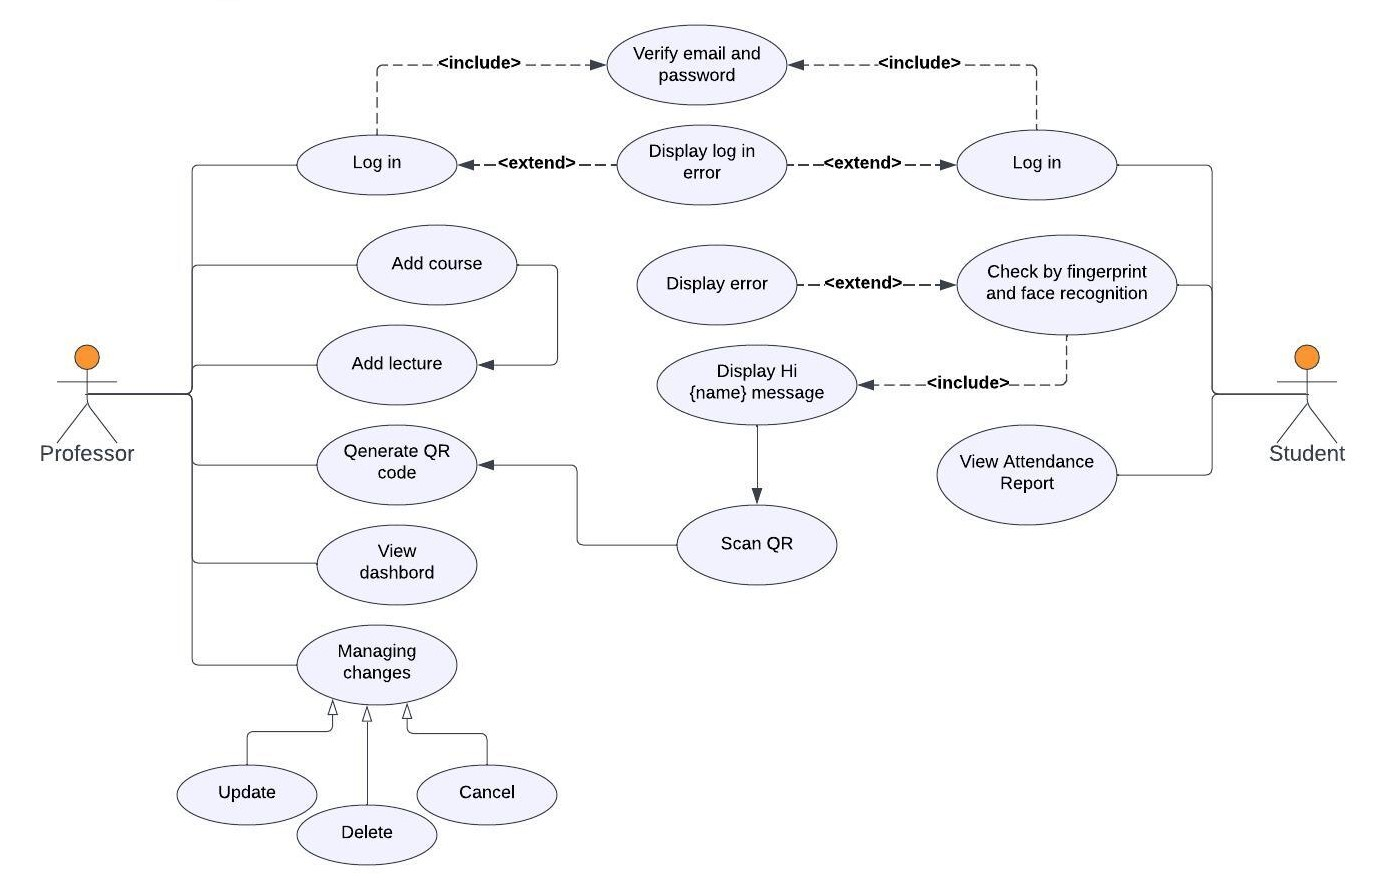 Verify email and
password
<include>
<include>
Log in
<extend>
Display log in
error
<extend>
Log in
Add course
Display error
<extend>
Check by fingerprint
and face recognition
Add lecture
Display Hi
{name} message
<include>
Professor
Student
Qenerate QR
code
View Attendance
Report
Scan QR
View
dashbord
Managing
changes
Update
Delete
Cancel